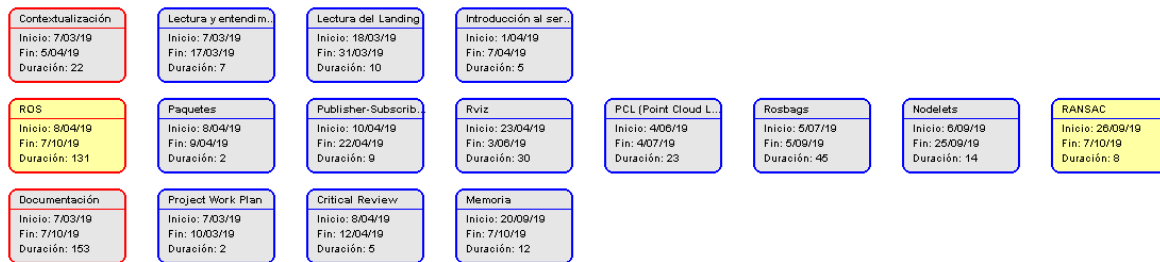 Contextualización
Inicio: 7/03/19
Fin: 5/04/19
Duración: 22
Lectura y entendim...
Inicio: 7/03/19
Fin: 17/03/19
Duración: 7
Lectura del Landing
Inicio: 18/03/19
Fin: 31/03/19
Duración: 10
Introducción al ser...
Inicio: 1/04/19
Fin: 7/04/19
Duración: 5
ROS
Inicio: 8/04/19
Fin: 7/10/19
Duración: 131
Paquetes
Inicio: 8/04/19
Fin: 9/04/19
Duración: 2
Publisher-Subscrib...
Inicio: 10/04/19
Fin: 22/04/19
Duración: 9
Rviz
Inicio: 23/04/19
Fin: 3/06/19
Duración: 30
PCL (Point Cloud L...
Inicio: 4/06/19
Fin: 4/07/19
Duración: 23
Rosbags
Inicio: 5/07/19
Fin: 5/09/19
Duración: 45
Nodelets
Inicio: 6/09/19
Fin: 25/09/19
Duración: 14
RANSAC
Inicio: 26/09/19
Fin: 7/10/19
Duración: 8
Documentación
Inicio: 7/03/19
Fin: 7/10/19
Duración: 153
Project Work Plan
Inicio: 7/03/19
Fin: 10/03/19
Duración: 2
Critical Review
Inicio: 8/04/19
Fin: 12/04/19
Duración: 5
Memoria
Inicio: 20/09/19
Fin: 7/10/19
Duración: 12